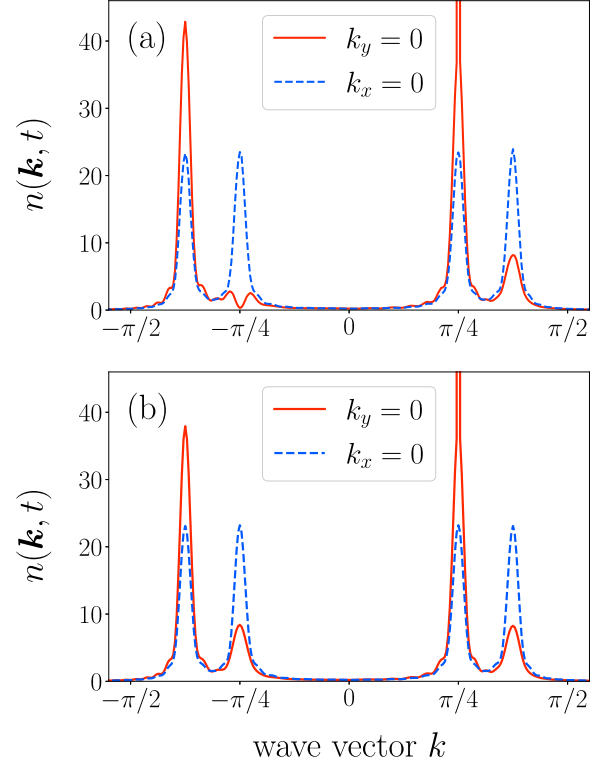 (a)
k_y = 0
k_x = 0
n(k, t)
40
30
20
10
0
−π/2
−π/4
0
π/4
π/2
(b)
k_y = 0
k_x = 0
n(k, t)
40
30
20
10
0
−π/2
−π/4
0
π/4
π/2
wave vector k